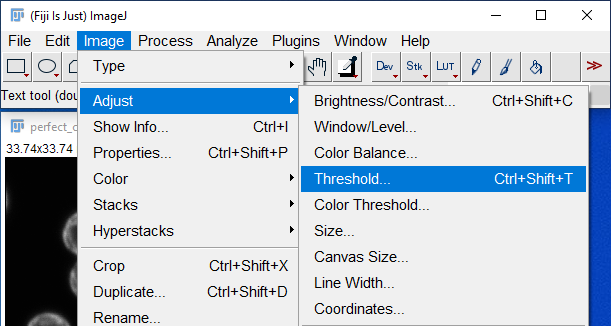 (Fiji Is Just) ImageJ
File Edit Image Process Analyze Plugins Window Help
Dev Stk LUT >>
Text tool (dou
perfect_c
33.74x33.74
Type
Adjust
Show Info... Ctrl+I
Properties... Ctrl+Shift+P
Color
Stacks
Hyperstacks
Crop Ctrl+Shift+X
Duplicate... Ctrl+Shift+D
Rename...
Brightness/Contrast... Ctrl+Shift+C
Window/Level...
Color Balance...
Threshold... Ctrl+Shift+T
Color Threshold...
Size...
Canvas Size...
Line Width...
Coordinates...